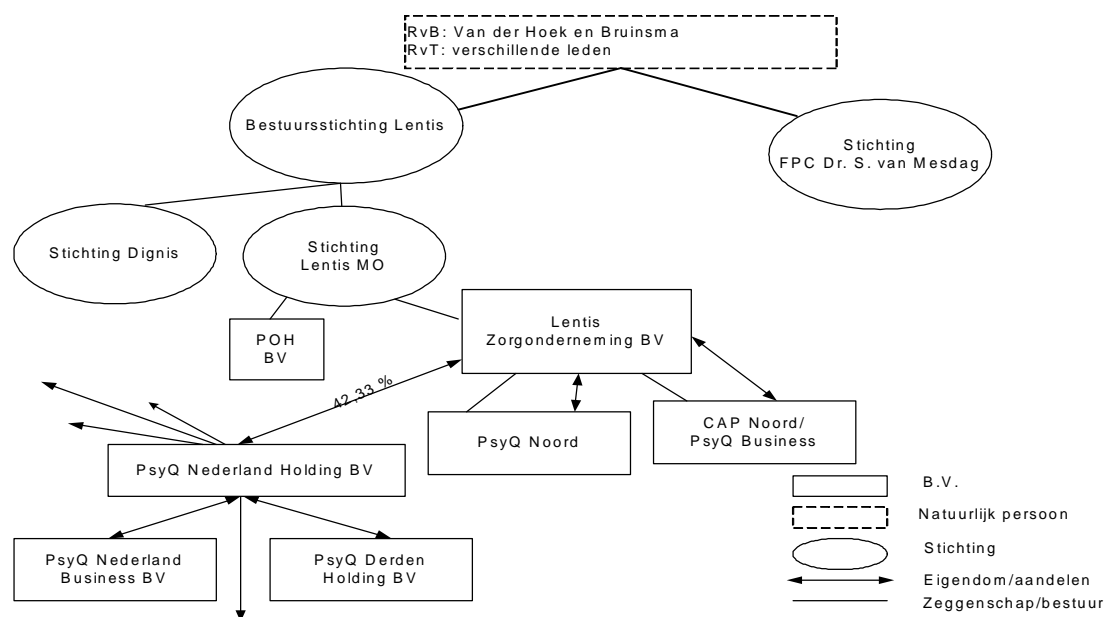 RvB: Van der Hoek en Bruinsma
RvT: verschillende leden
Bestuursstichting Lentis
Stichting
FPC Dr. S. van Mesdag
Stichting Dignis
Stichting
Lentis MO
POH
BV
Lentis
Zorgonderneming BV
42,33 %
PsyQ Noord
CAP Noord/
PsyQ Business
PsyQ Nederland Holding BV
PsyQ Nederland
Business BV
PsyQ Derden
Holding BV
B.V.
Natuurlijk persoon
Stichting
Eigendom/aandelen
Zeggenschap/bestuur